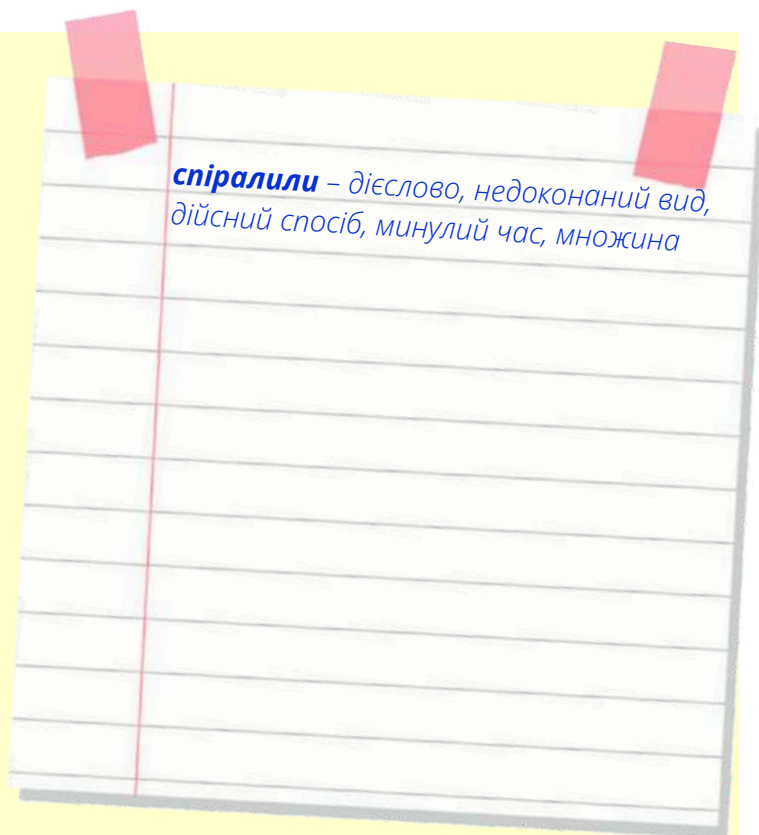 спіралили – дієслово, недоконаний вид,
дійсний спосіб, минулий час, множина